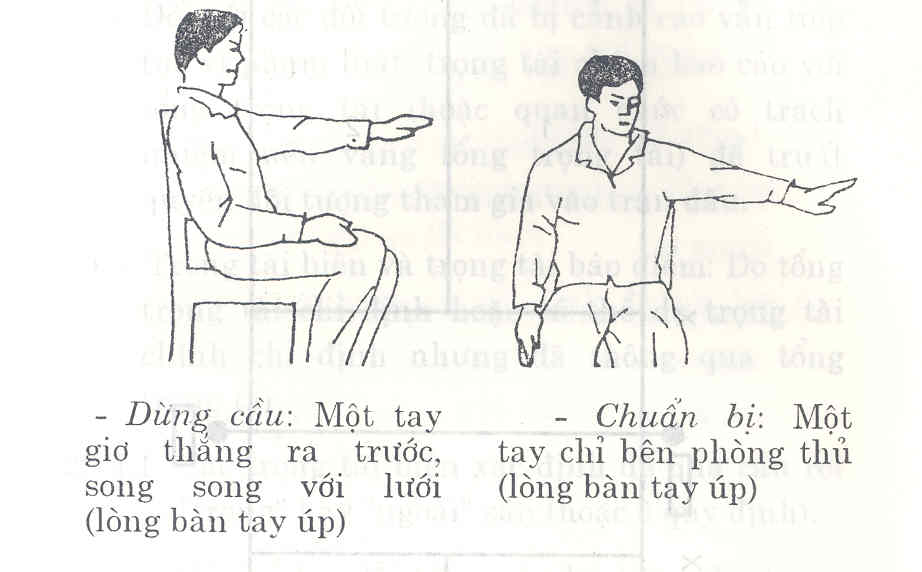 - Dừng cầu: Một tay
giơ thẳng ra trước,
song song với lưới
(lòng bàn tay úp)
- Chuẩn bị: Một
tay chỉ bên phòng thủ
(lòng bàn tay úp)